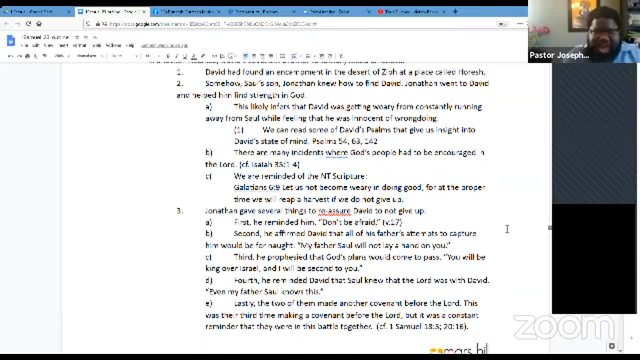 Pastor Joseph
1 Samuel 23 outline
File Edit View Insert Format Tools Help
1. David had found an encampment in the desert of Ziph at a place called Horesh.
2. Somehow, Saul's son, Jonathan knew how to find David. Jonathan went to David
and helped him find strength in God.
a) This likely infers that David was getting weary from constantly running
away from Saul while feeling that he was innocent of wrongdoing.
(1) We can read some of David's Psalms that give us insight into
David's state of mind. Psalms 54, 63, 142
b) There are many incidents where God's people had to be encouraged in
the Lord. (cf. Isaiah 35:1-4)
c) We are reminded of the NT Scripture:
Galatians 6:9 Let us not become weary in doing good, for at the proper
time we will reap a harvest if we do not give up.
3. Jonathan gave several things to re-assure David to not give up.
a) First, he reminded him, "Don't be afraid." (v.17)
b) Second, he affirmed David that all of his father's attempts to capture
him would be for naught. "My father Saul will not lay a hand on you."
c) Third, he prophesied that God's plans would come to pass. "You will be
king over Israel, and I will be second to you."
d) Fourth, he reminded David that Saul knew that the Lord was with David.
"Even my father Saul knows this."
e) Lastly, the two of them made another covenant before the Lord. This
was their third time making a covenant before the Lord, but it was a constant
reminder that they were in this battle together. (cf. 1 Samuel 18:3; 20:16)
mars hil
zoom